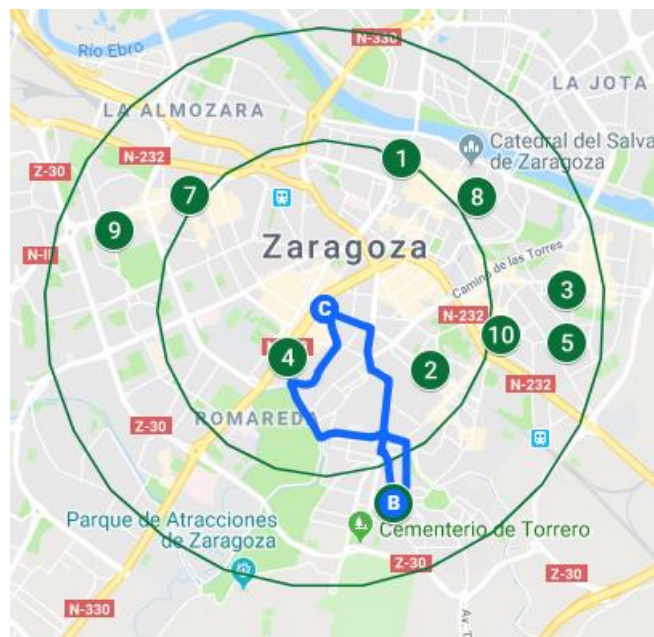 N-330
Río Ebro
LA JOTA
LA ALMOZARA
Catedral del Salva
de Zaragoza
N-232
1
Z-30
7
8
9
N-II
Zaragoza
Camino de las Torres
3
C
N-232
10
5
4
2
N-232
ROMAREDA
Z-30
B
Parque de Atracciones
de Zaragoza
Cementerio de Torrero
Z-30
Z-30
N-330
Av. T